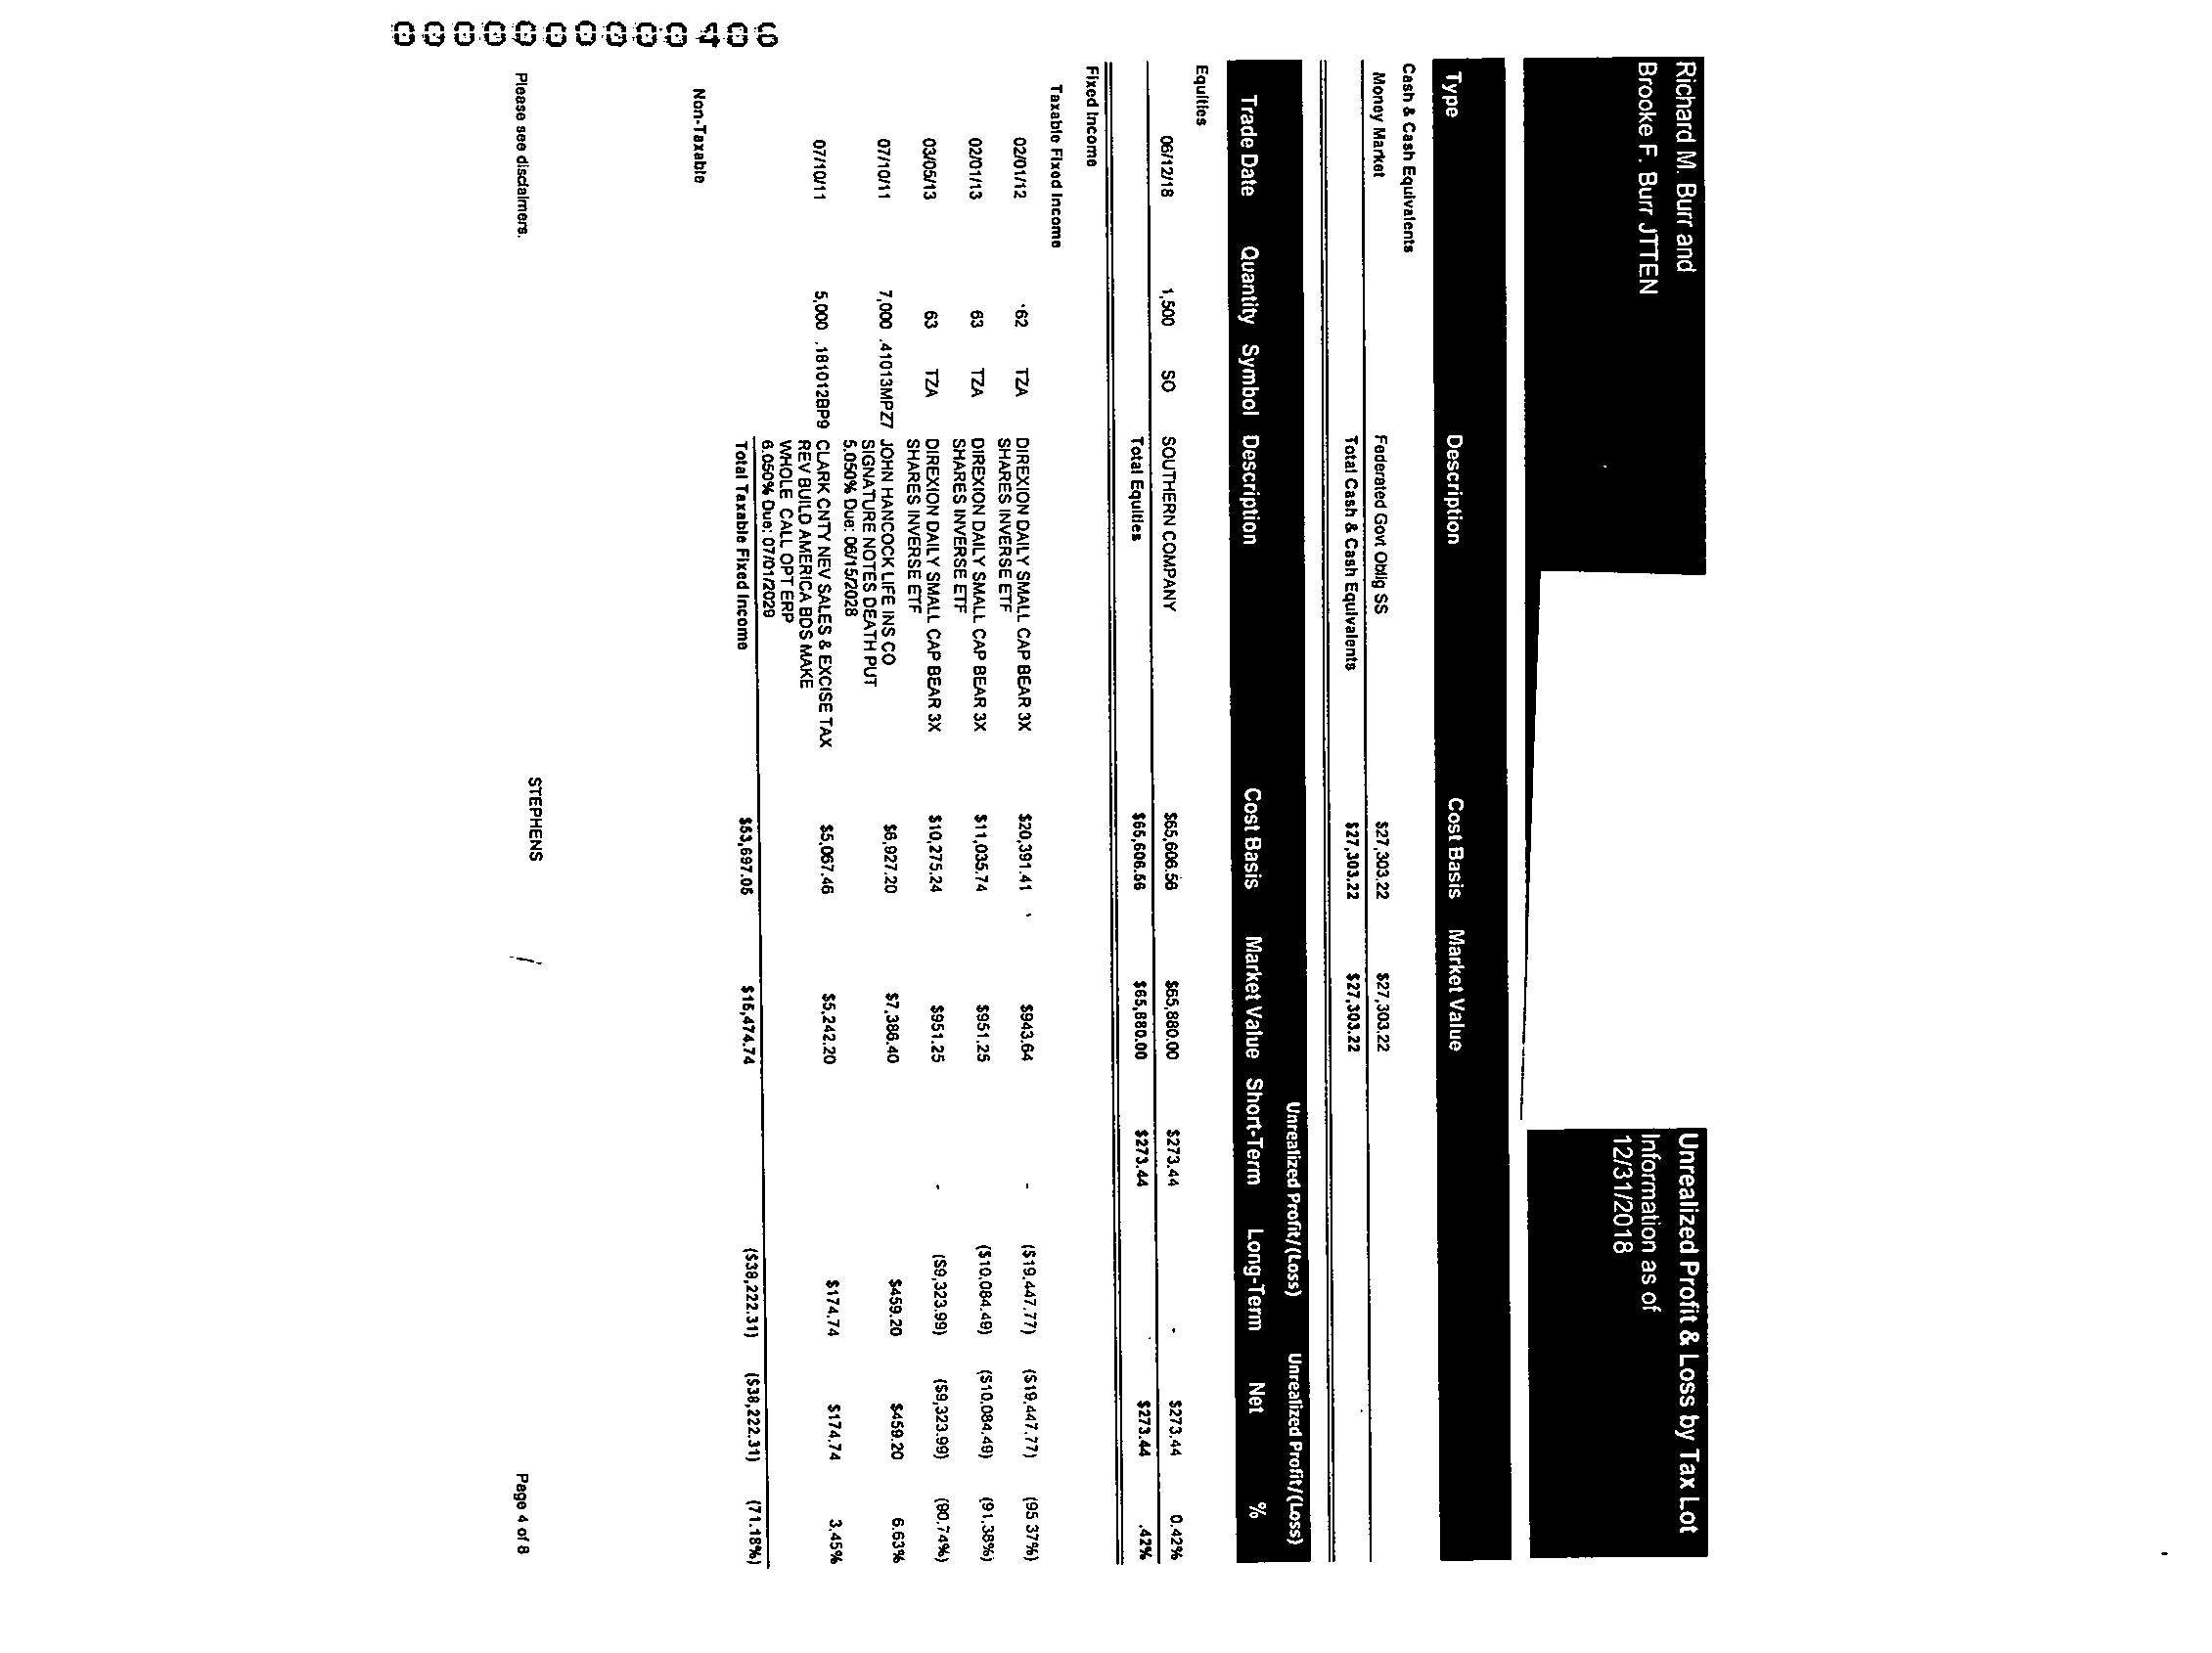 Richard M. Burr and
Brooke F. Burr JTTEN
Unrealized Profit & Loss by Tax Lot
Information as of
12/31/2018
Type Description Cost Basis Market Value
Cash & Cash Equivalents
Money Market Federated Govt Oblig SS $27,303.22 $27,303.22
Total Cash & Cash Equivalents $27,303.22 $27,303.22
Unrealized Profit/(Loss) Unrealized Profit/(Loss)
Trade Date Quantity Symbol Description Cost Basis Market Value Short-Term Long-Term Net %
Equities
06/12/18 1,500 SO SOUTHERN COMPANY $65,606.56 $65,880.00 $273.44 - $273.44 0.42%
Total Equities $65,606.56 $65,880.00 $273.44 $273.44 .42%
Fixed Income
Taxable Fixed Income
02/01/12 62 TZA DIREXION DAILY SMALL CAP BEAR 3X $20,391.41 $943.64 - ($19,447.77) ($19,447.77) (95.37%)
SHARES INVERSE ETF
02/01/13 63 TZA DIREXION DAILY SMALL CAP BEAR 3X $11,035.74 $951.25 ($10,084.49) ($10,084.49) (91.38%)
SHARES INVERSE ETF
03/05/13 63 TZA DIREXION DAILY SMALL CAP BEAR 3X $10,275.24 $951.25 - ($9,323.99) ($9,323.99) (90.74%)
SHARES INVERSE ETF
07/10/11 7,000 .41013MPZ7 JOHN HANCOCK LIFE INS CO $6,927.20 $7,386.40 $459.20 $459.20 6.63%
SIGNATURE NOTES DEATH PUT
5.050% Due: 06/15/2028
07/10/11 5,000 .181012BP9 CLARK CNTY NEV SALES & EXCISE TAX $5,067.46 $5,242.20 $174.74 $174.74 3.45%
REV BUILD AMERICA BDS MAKE
WHOLE CALL OPT ERP
6.050% Due: 07/01/2029
Total Taxable Fixed Income $53,697.05 $15,474.74 ($38,222.31) ($38,222.31) (71.18%)
Non-Taxable
Please see disclaimers. STEPHENS Page 4 of 8
0000000000406